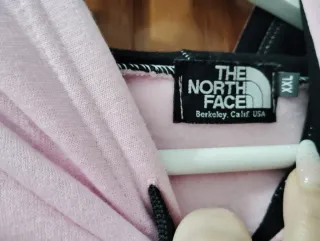 THE
NORTH
FACE
Berkeley, Calif. USA
XXL